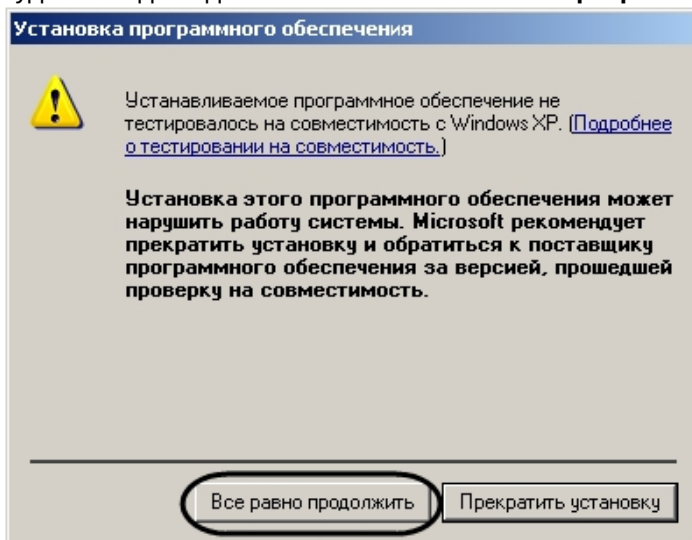 Установка программного обеспечения
Устанавливаемое программное обеспечение не
тестировалось на совместимость с Windows XP. (Подробнее
о тестировании на совместимость.)
Установка этого программного обеспечения может
нарушить работу системы. Microsoft рекомендует
прекратить установку и обратиться к поставщику
программного обеспечения за версией, прошедшей
проверку на совместимость.
Все равно продолжить Прекратить установку